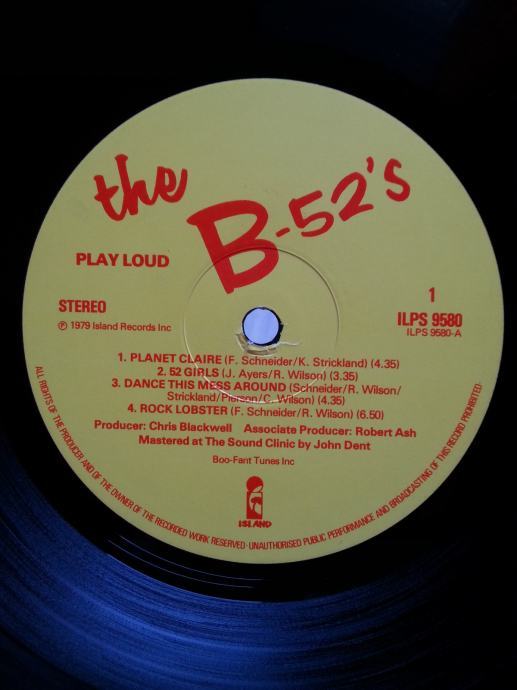 the
B-52's
PLAY LOUD
STEREO
℗ 1979 Island Records Inc
1
ILPS 9580
ILPS 9580-A
1. PLANET CLAIRE (F. Schneider/K. Strickland) (4.35)
2. 52 GIRLS (J. Ayers/R. Wilson) (3.35)
3. DANCE THIS MESS AROUND (Schneider/R. Wilson/
Strickland/Pierson/C. Wilson) (4.35)
4. ROCK LOBSTER (F. Schneider/R. Wilson) (6.50)
Producer: Chris Blackwell Associate Producer: Robert Ash
Mastered at The Sound Clinic by John Dent
Boo-Fant Tunes Inc
ISLAND
ALL RIGHTS OF THE PRODUCER AND OF THE OWNER OF THE RECORDED WORK RESERVED·UNAUTHORISED PUBLIC PERFORMANCE AND BROADCASTING OF THIS RECORD PROHIBITED·